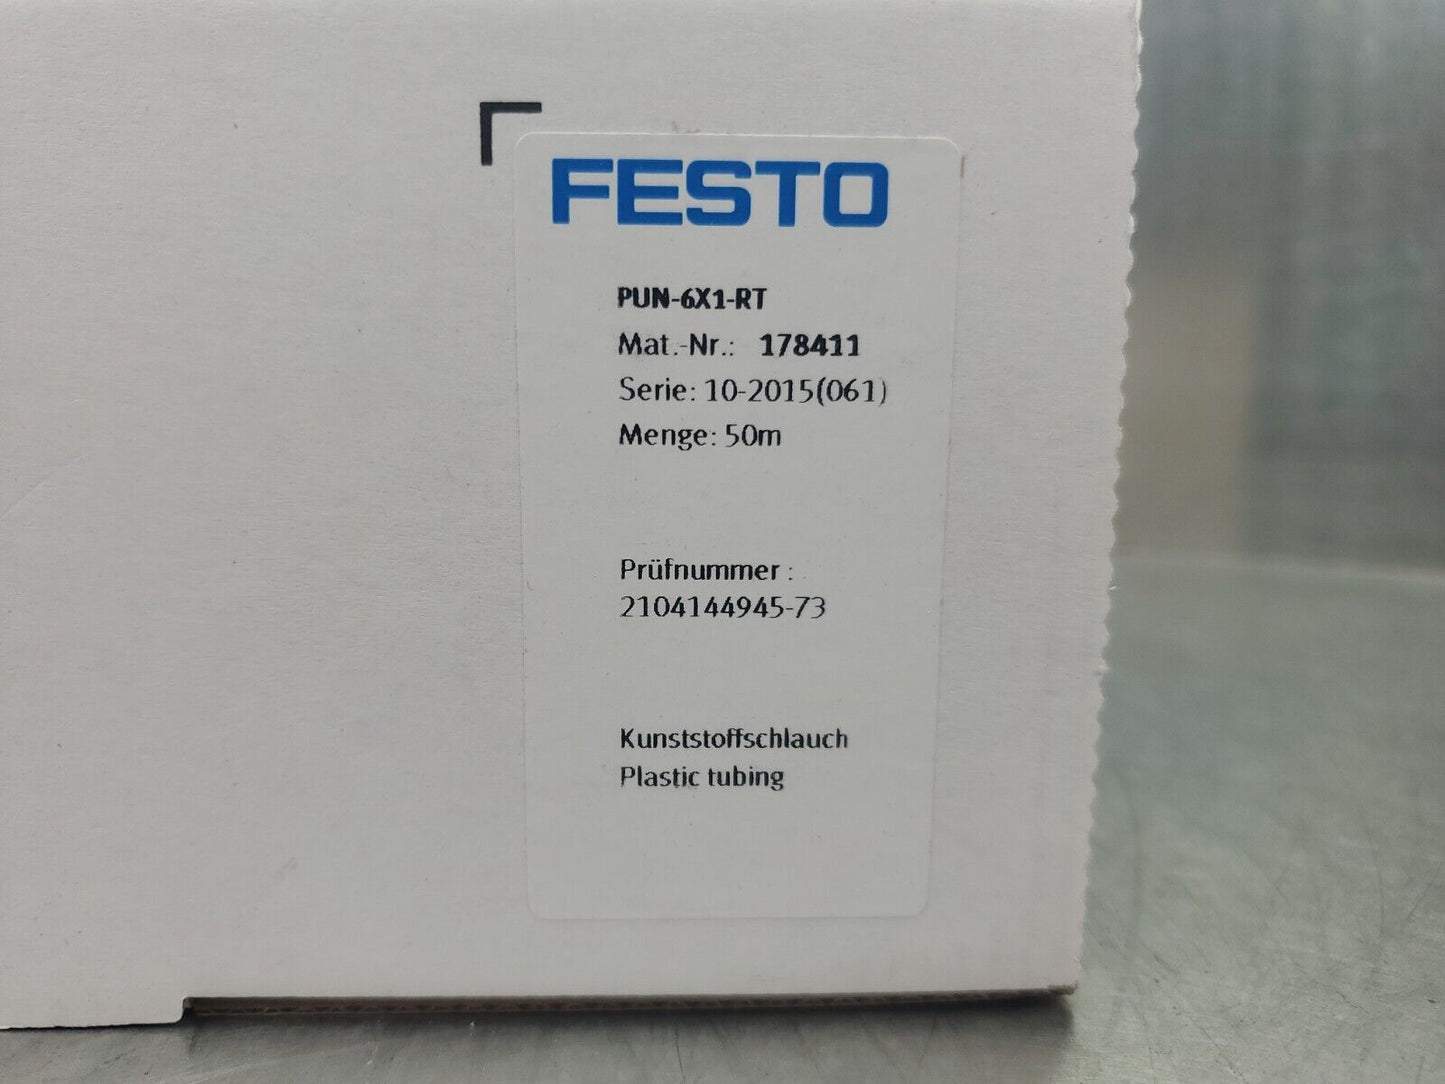 FESTO
PUN-6X1-RT
Mat.-Nr.: 178411
Serie: 10-2015(061)
Menge: 50m
Prüfnummer :
2104144945-73
Kunststoffschlauch
Plastic tubing